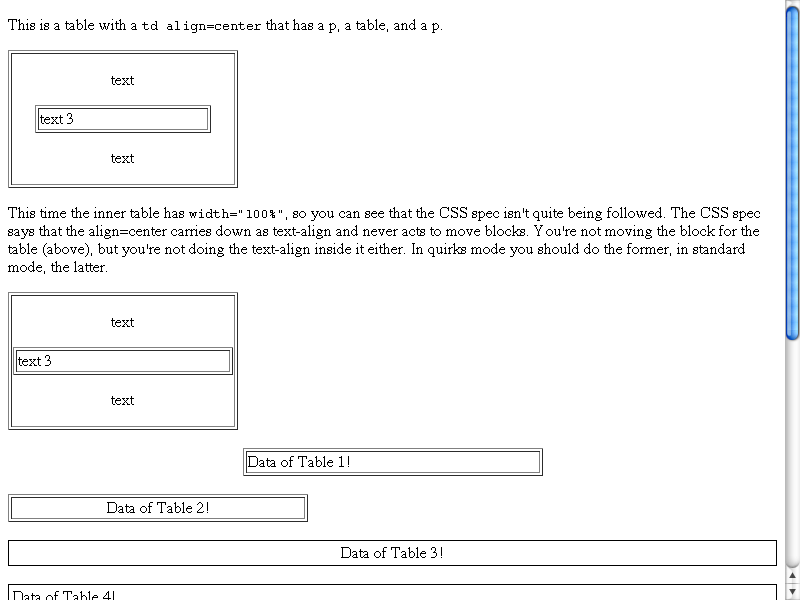 This is a table with a td align=center that has a p, a table, and a p.
text
text 3
text
This time the inner table has width="100%", so you can see that the CSS spec isn't quite being followed. The CSS spec
says that the align=center carries down as text-align and never acts to move blocks. You're not moving the block for the
table (above), but you're not doing the text-align inside it either. In quirks mode you should do the former, in standard
mode, the latter.
text
text 3
text
Data of Table 1!
Data of Table 2!
Data of Table 3!
Data of Table 4!